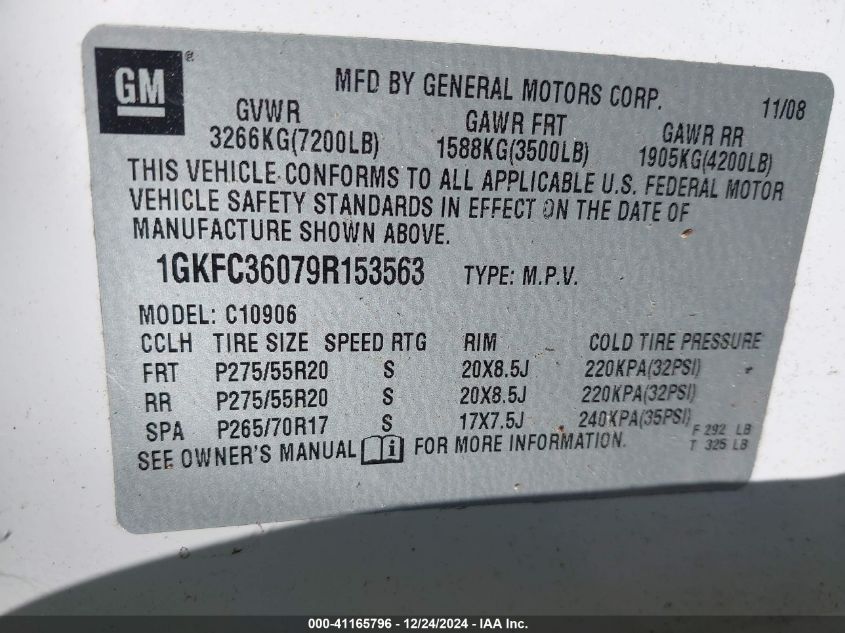 GM ®
MFD BY GENERAL MOTORS CORP. 11/08
GVWR GAWR FRT GAWR RR
3266KG(7200LB) 1588KG(3500LB) 1905KG(4200LB)
THIS VEHICLE CONFORMS TO ALL APPLICABLE U.S. FEDERAL MOTOR
VEHICLE SAFETY STANDARDS IN EFFECT ON THE DATE OF
MANUFACTURE SHOWN ABOVE.
1GKFC36079R153563 TYPE: M.P.V.
MODEL: C10906
CCLH TIRE SIZE SPEED RTG RIM COLD TIRE PRESSURE
FRT P275/55R20 S 20X8.5J 220KPA(32PSI)
RR P275/55R20 S 20X8.5J 220KPA(32PSI)
SPA P265/70R17 S 17X7.5J 240KPA(35PSI)
F 292 LB
SEE OWNER'S MANUAL i FOR MORE INFORMATION. T 325 LB
000-41165796 - 12/24/2024 - IAA Inc.